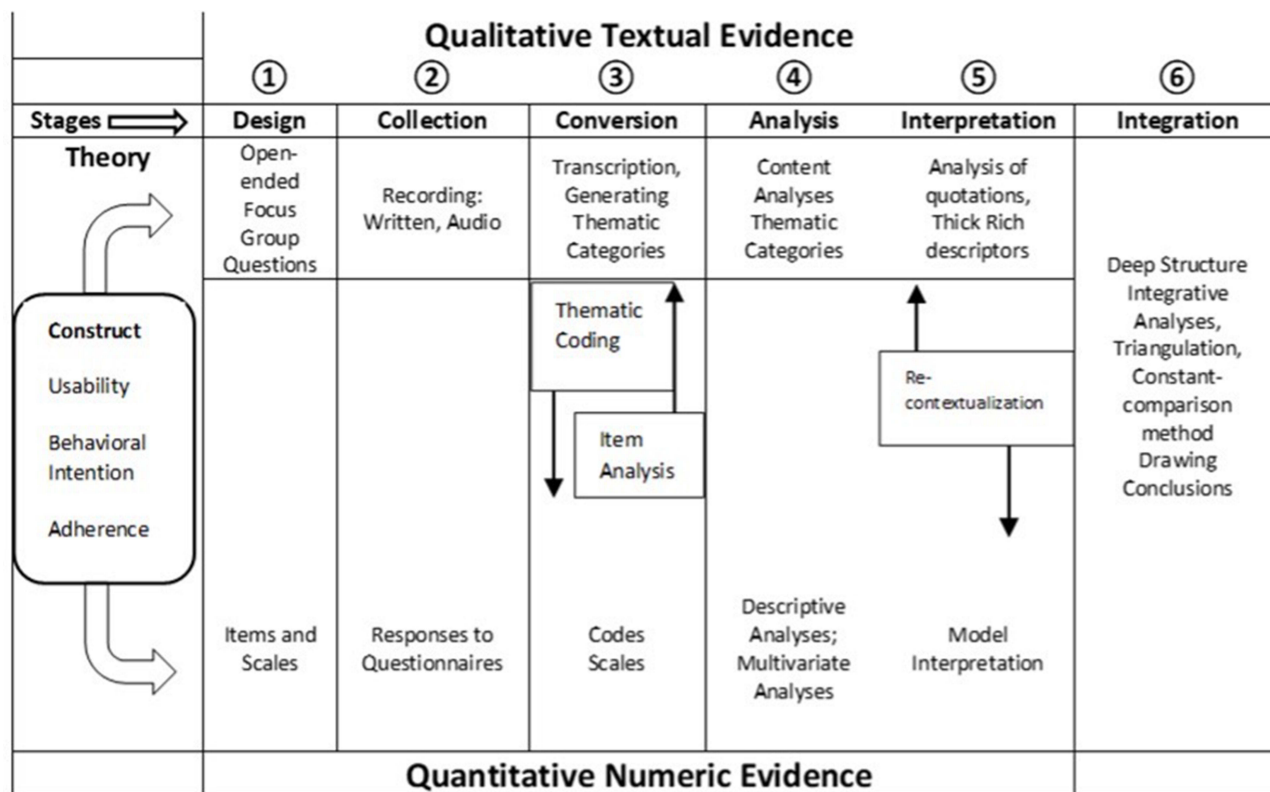 Qualitative Textual Evidence
① ② ③ ④ ⑤ ⑥
Stages Design Collection Conversion Analysis Interpretation Integration
Theory
Open-
ended
Focus
Group
Questions
Recording:
Written, Audio
Transcription,
Generating
Thematic
Categories
Content
Analyses
Thematic
Categories
Analysis of
quotations,
Thick Rich
descriptors
Construct
Usability
Behavioral
Intention
Adherence
Thematic
Coding
Item
Analysis
Re-
contextualization
Deep Structure
Integrative
Analyses,
Triangulation,
Constant-
comparison
method
Drawing
Conclusions
Items and
Scales
Responses to
Questionnaires
Codes
Scales
Descriptive
Analyses;
Multivariate
Analyses
Model
Interpretation
Quantitative Numeric Evidence